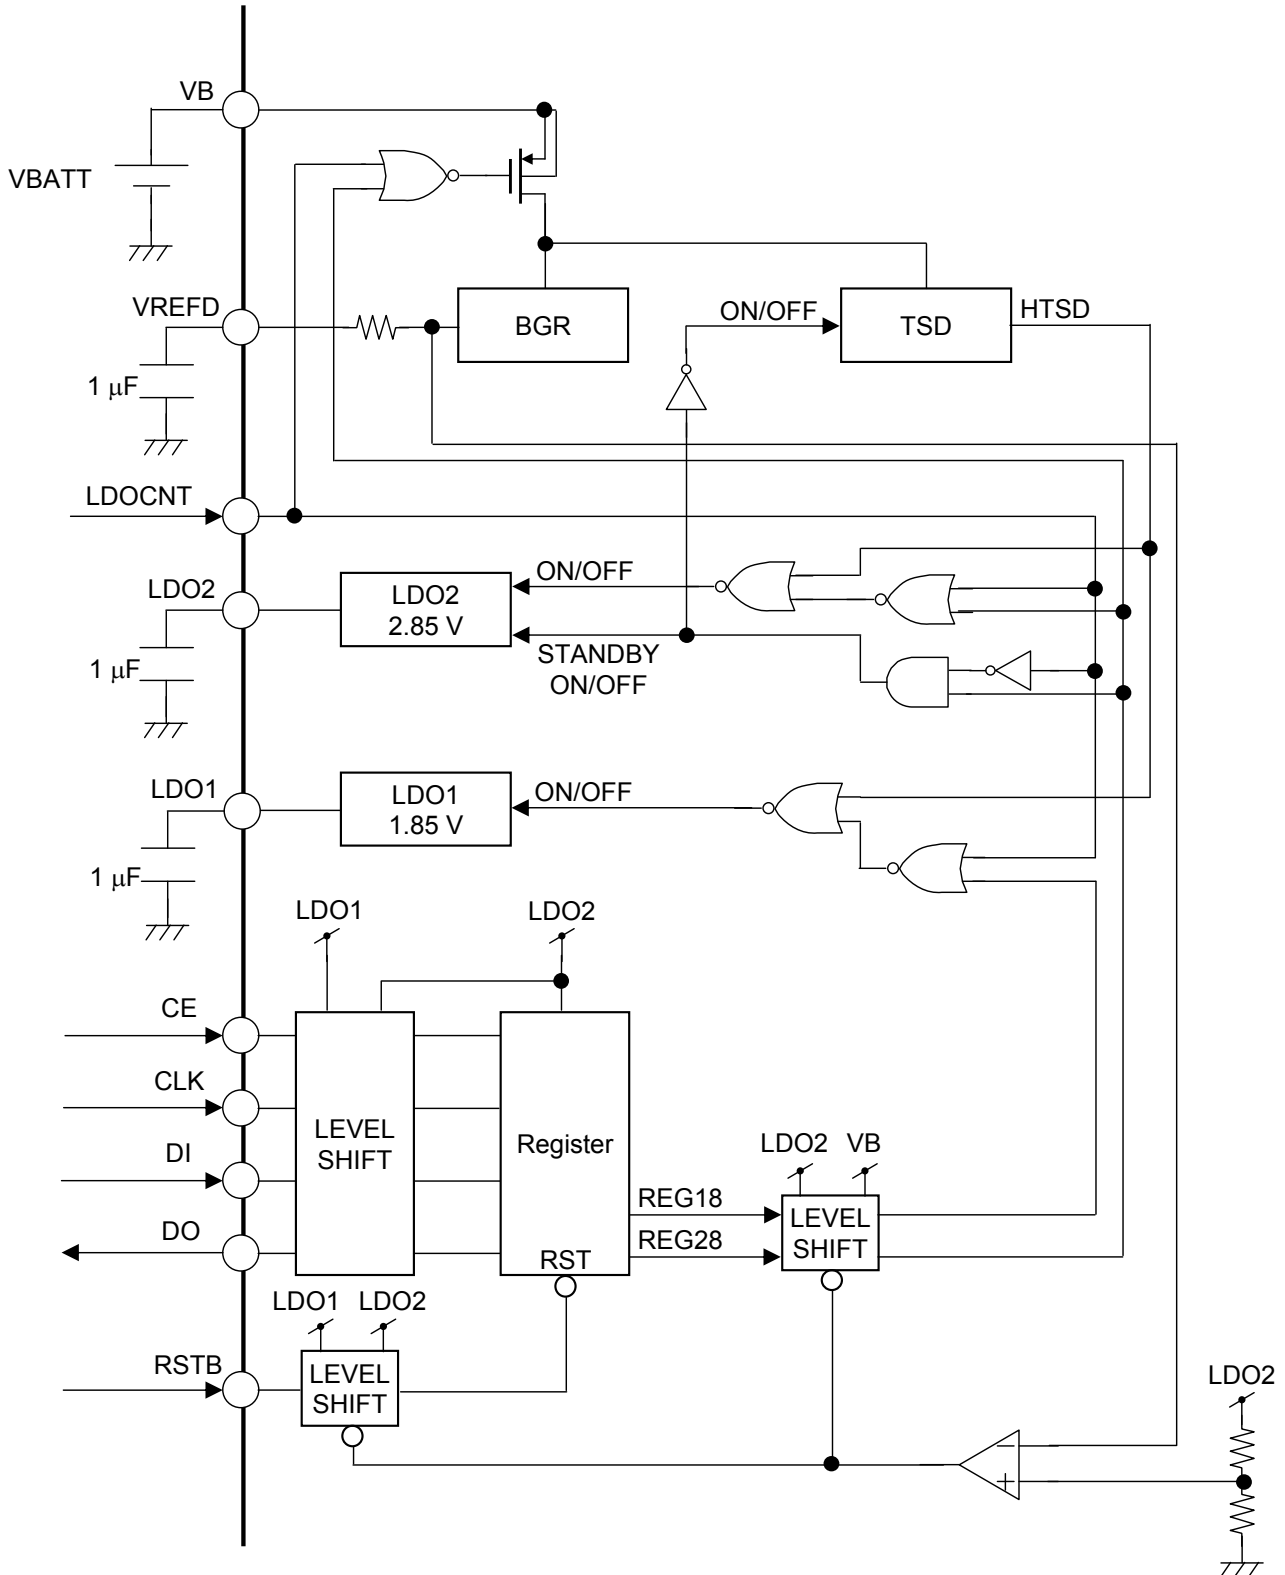 VB
VBATT
VREFD
BGR
ON/OFF
TSD
HTSD
1 μF
LDOCNT
LDO2
LDO2
2.85 V
ON/OFF
1 μF
STANDBY
ON/OFF
LDO1
LDO1
1.85 V
ON/OFF
1 μF
LDO1
LDO2
CE
CLK
DI
DO
LEVEL
SHIFT
Register
RST
REG18
REG28
LDO2
VB
LEVEL
SHIFT
LDO1
LDO2
RSTB
LEVEL
SHIFT
LDO2
−
+